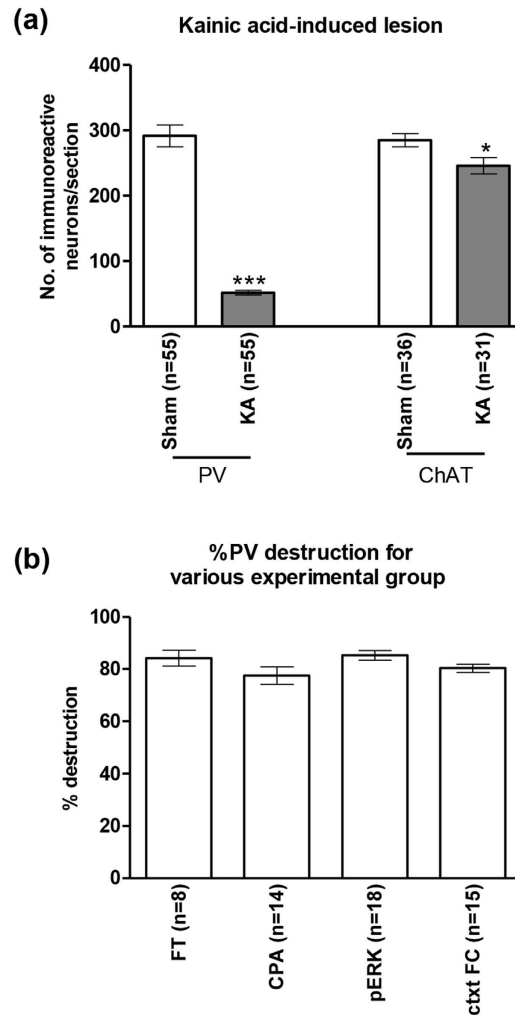 (a)
Kainic acid-induced lesion
No. of immunoreactive
neurons/section
400
300
200
100
0
***
*
Sham (n=55)
KA (n=55)
Sham (n=36)
KA (n=31)
PV
ChAT
(b)
%PV destruction for
various experimental group
% destruction
100
80
60
40
20
0
FT (n=8)
CPA (n=14)
pERK (n=18)
ctxt FC (n=15)